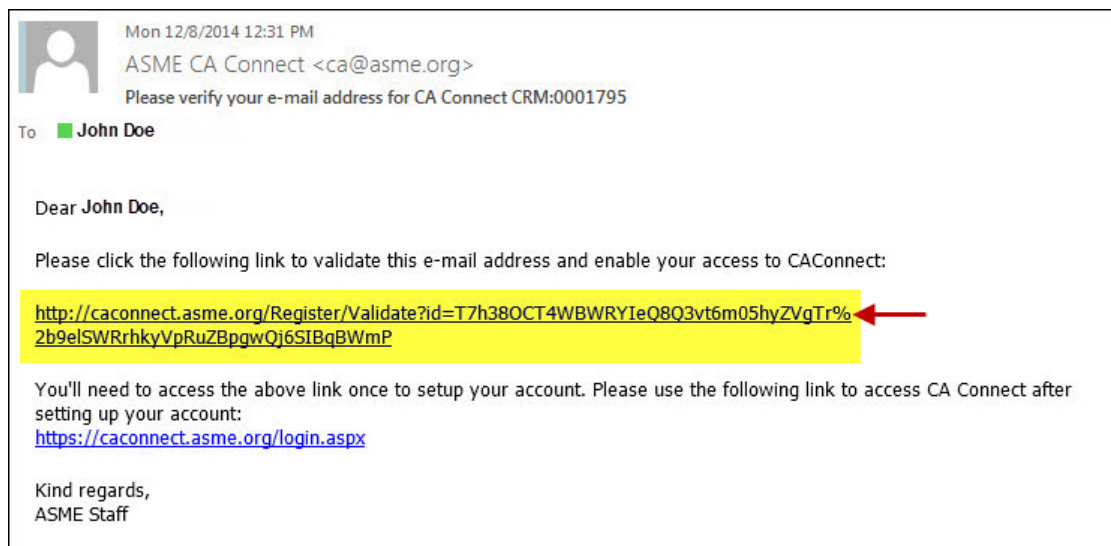 Mon 12/8/2014 12:31 PM
ASME CA Connect <ca@asme.org>
Please verify your e-mail address for CA Connect CRM:0001795
To John Doe
Dear John Doe,
Please click the following link to validate this e-mail address and enable your access to CAConnect:
http://caconnect.asme.org/Register/Validate?id=T7h38OCT4WBWRYIeQ8Q3vt6m05hyZVgTr%
2b9elSWRrhkyVpRuZBpgwQj6SIBqBWmP
You'll need to access the above link once to setup your account. Please use the following link to access CA Connect after
setting up your account:
https://caconnect.asme.org/login.aspx
Kind regards,
ASME Staff